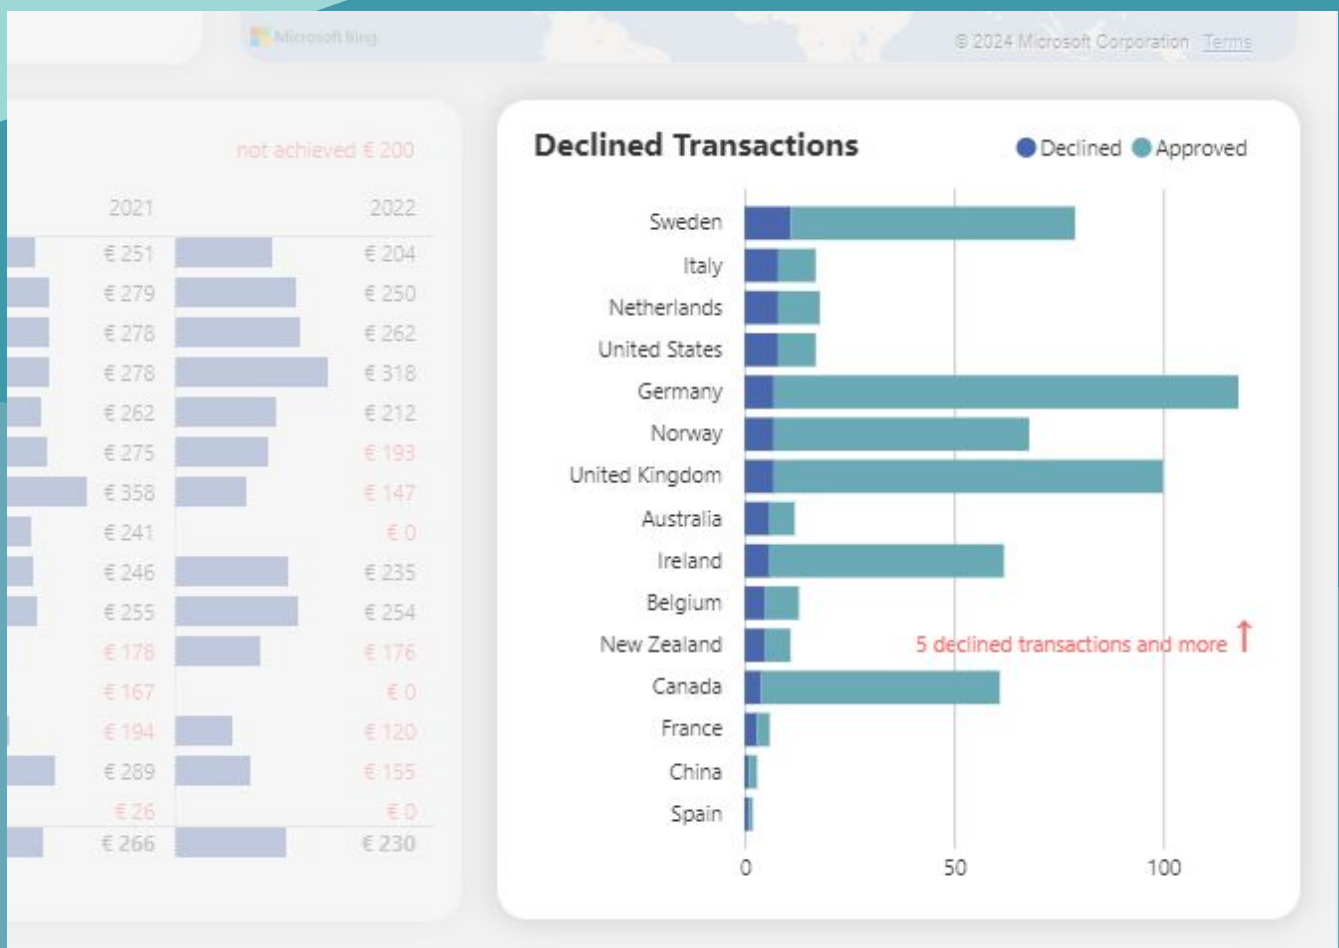 Microsoft Bing
© 2024 Microsoft Corporation Terms
not achieved € 200
2021 2022
€ 251 € 204
€ 279 € 250
€ 278 € 262
€ 278 € 318
€ 262 € 212
€ 275 € 193
€ 358 € 147
€ 241 € 0
€ 246 € 235
€ 255 € 254
€ 178 € 176
€ 167 € 0
€ 194 € 120
€ 289 € 155
€ 26 € 0
€ 266 € 230
Declined Transactions
Declined Approved
Sweden
Italy
Netherlands
United States
Germany
Norway
United Kingdom
Australia
Ireland
Belgium
New Zealand
5 declined transactions and more ↑
Canada
France
China
Spain
0 50 100